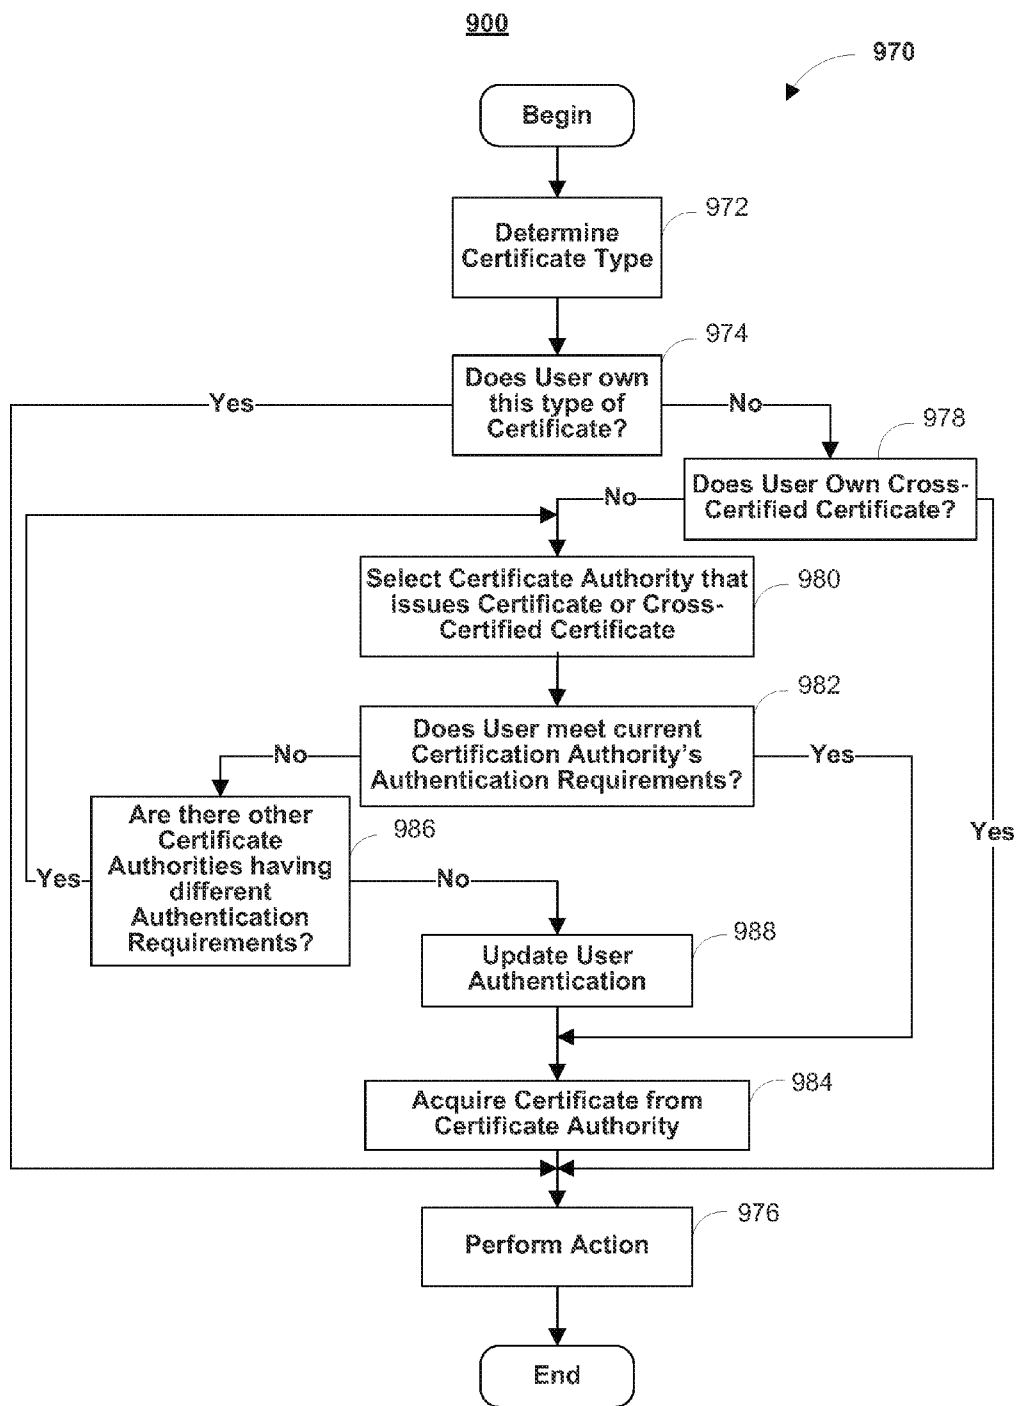 900
970
Begin
972
Determine
Certificate Type
974
Does User own
this type of
Certificate?
Yes
No
978
Does User Own Cross-
Certified Certificate?
No
980
Select Certificate Authority that
issues Certificate or Cross-
Certified Certificate
982
Does User meet current
Certification Authority's
Authentication Requirements?
No
Yes
Are there other
Certificate
Authorities having
different
Authentication
Requirements?
986
Yes
Yes
No
988
Update User
Authentication
984
Acquire Certificate from
Certificate Authority
976
Perform Action
End